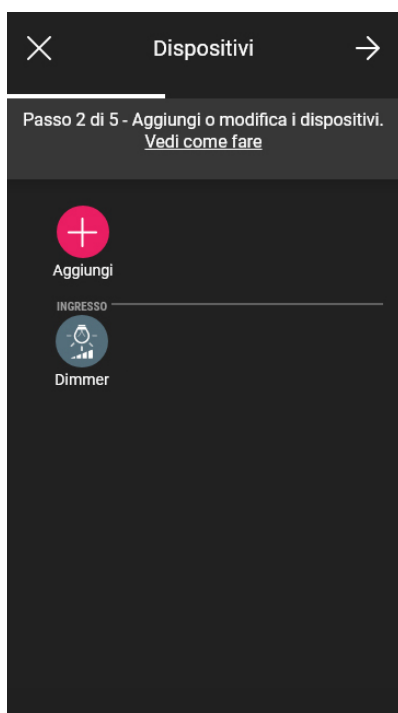 Dispositivi
Passo 2 di 5 - Aggiungi o modifica i dispositivi.
Vedi come fare
Aggiungi
INGRESSO
Dimmer